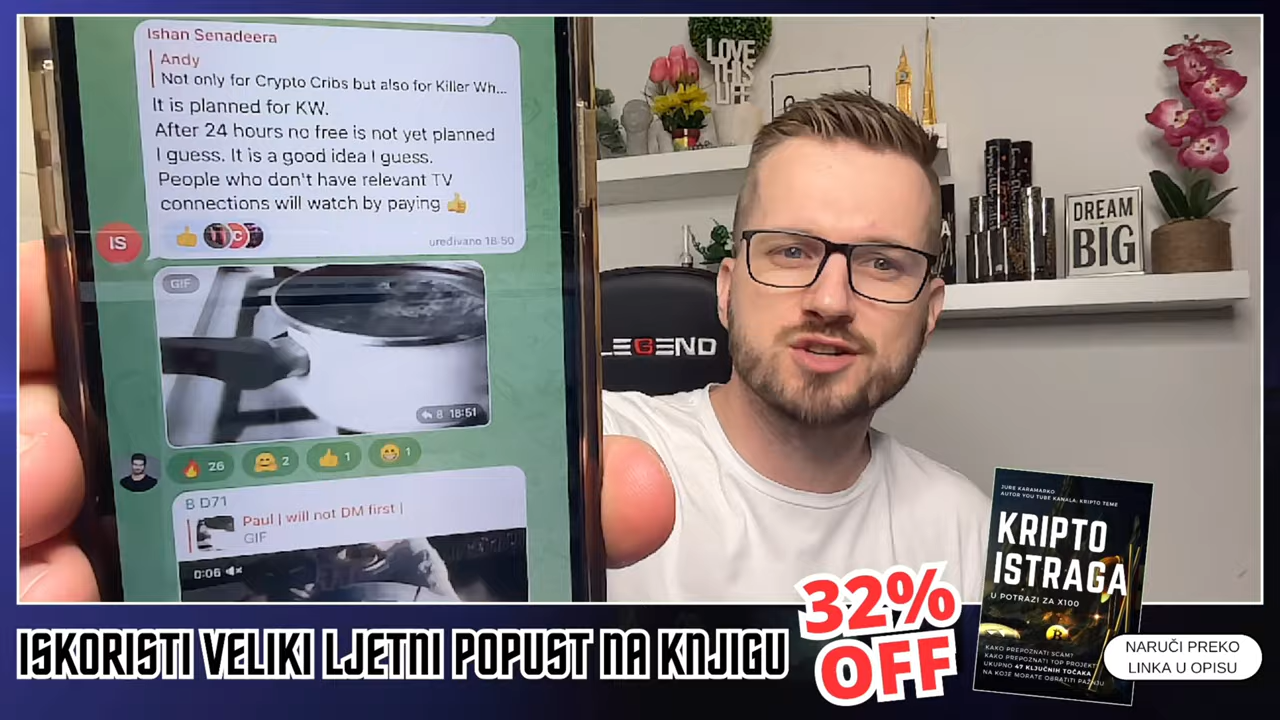 Ishan Senadeera
Andy
Not only for Crypto Cribs but also for Killer Wh...
It is planned for KW.
After 24 hours no free is not yet planned
I guess. It is a good idea I guess.
People who don't have relevant TV
connections will watch by paying 👍
IS
uređivano 18:50
GIF
8 18:51
🔥 26
🤗 2
👍 1
😁 1
B D71
Paul | will not DM first |
GIF
0:06
LOVE
THIS
LIFE
LEGEND
DREAM
BIG
ISKORISTI VELIKI LJETNI POPUST NA KNJIGU
32%
OFF
JURE KARAMARKO
AUTOR YOU TUBE KANALA: KRIPTO TEME
KRIPTO
ISTRAGA
U POTRAZI ZA X100
KAKO PREPOZNATI SCAM?
KAKO PREPOZNATI TOP PROJEKT
UKUPNO 47 KLJUČNIH TOČAKA
NA KOJE MORATE OBRATITI PAŽNJU
NARUČI PREKO
LINKA U OPISU